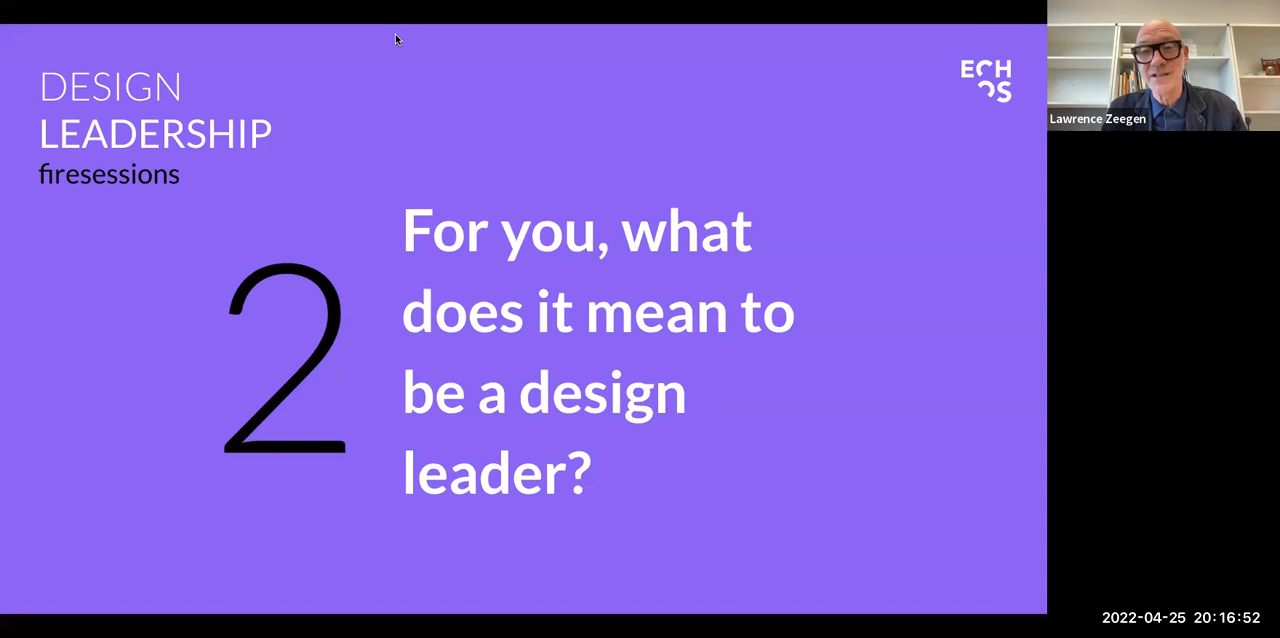 DESIGN
LEADERSHIP
firesessions
ECH
OS
2
For you, what
does it mean to
be a design
leader?
Lawrence Zeegen
2022-04-25 20:16:52